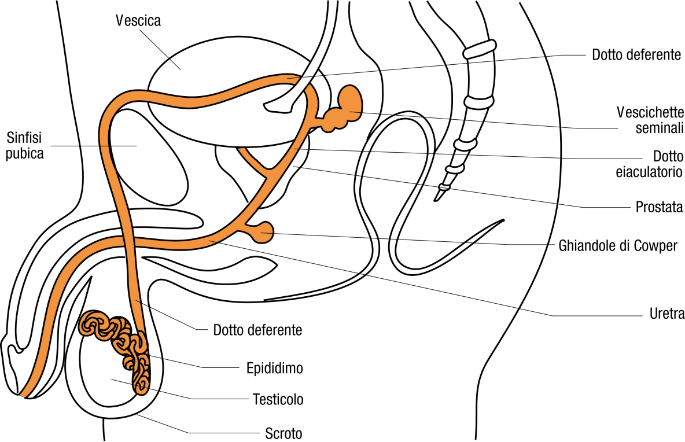 Vescica
Dotto deferente
Vescichette
seminali
Sinfisi
pubica
Dotto
eiaculatorio
Prostata
Ghiandole di Cowper
Uretra
Dotto deferente
Epididimo
Testicolo
Scroto